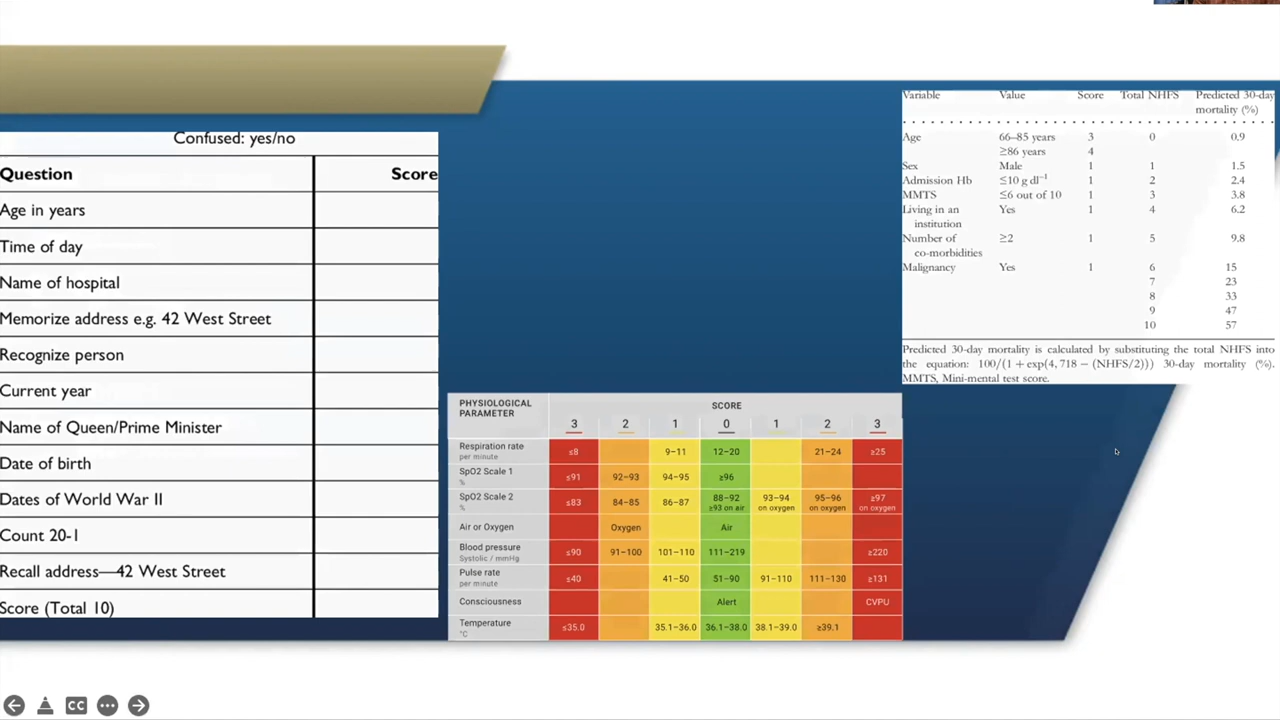 Confused: yes/no
Question Score
Age in years
Time of day
Name of hospital
Memorize address e.g. 42 West Street
Recognize person
Current year
Name of Queen/Prime Minister
Date of birth
Dates of World War II
Count 20-1
Recall address—42 West Street
Score (Total 10)
PHYSIOLOGICAL PARAMETER SCORE
3 2 1 0 1 2 3
Respiration rate per minute ≤8 9–11 12–20 21–24 ≥25
SpO2 Scale 1 % ≤91 92–93 94–95 ≥96
SpO2 Scale 2 % ≤83 84–85 86–87 88–92 ≥93 on air 93–94 on oxygen 95–96 on oxygen ≥97 on oxygen
Air or Oxygen Oxygen Air
Blood pressure Systolic / mmHg ≤90 91–100 101–110 111–219 ≥220
Pulse rate per minute ≤40 41–50 51–90 91–110 111–130 ≥131
Consciousness Alert CVPU
Temperature °C ≤35.0 35.1–36.0 36.1–38.0 38.1–39.0 ≥39.1
Variable Value Score Total NHFS Predicted 30-day
mortality (%)
Age 66–85 years 3 0 0.9
≥86 years 4
Sex Male 1 1 1.5
Admission Hb ≤10 g dl⁻¹ 1 2 2.4
MMTS ≤6 out of 10 1 3 3.8
Living in an Yes 1 4 6.2
institution
Number of ≥2 1 5 9.8
co-morbidities
Malignancy Yes 1 6 15
7 23
8 33
9 47
10 57
Predicted 30-day mortality is calculated by substituting the total NHFS into
the equation: 100/(1 + exp(4, 718 − (NHFS/2))) 30-day mortality (%).
MMTS, Mini-mental test score.
CC